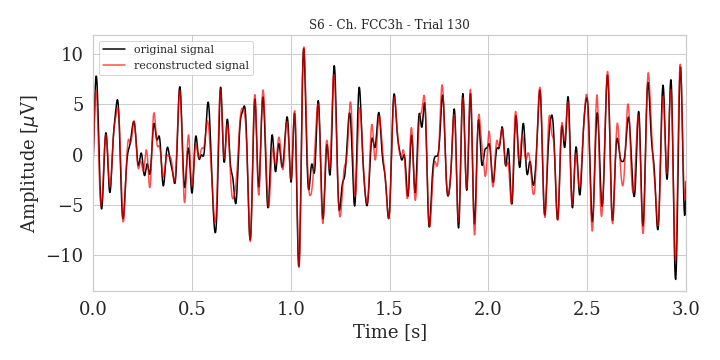 S6 - Ch. FCC3h - Trial 130
original signal
reconstructed signal
Amplitude [μV]
10
5
0
−5
−10
0.0 0.5 1.0 1.5 2.0 2.5 3.0
Time [s]